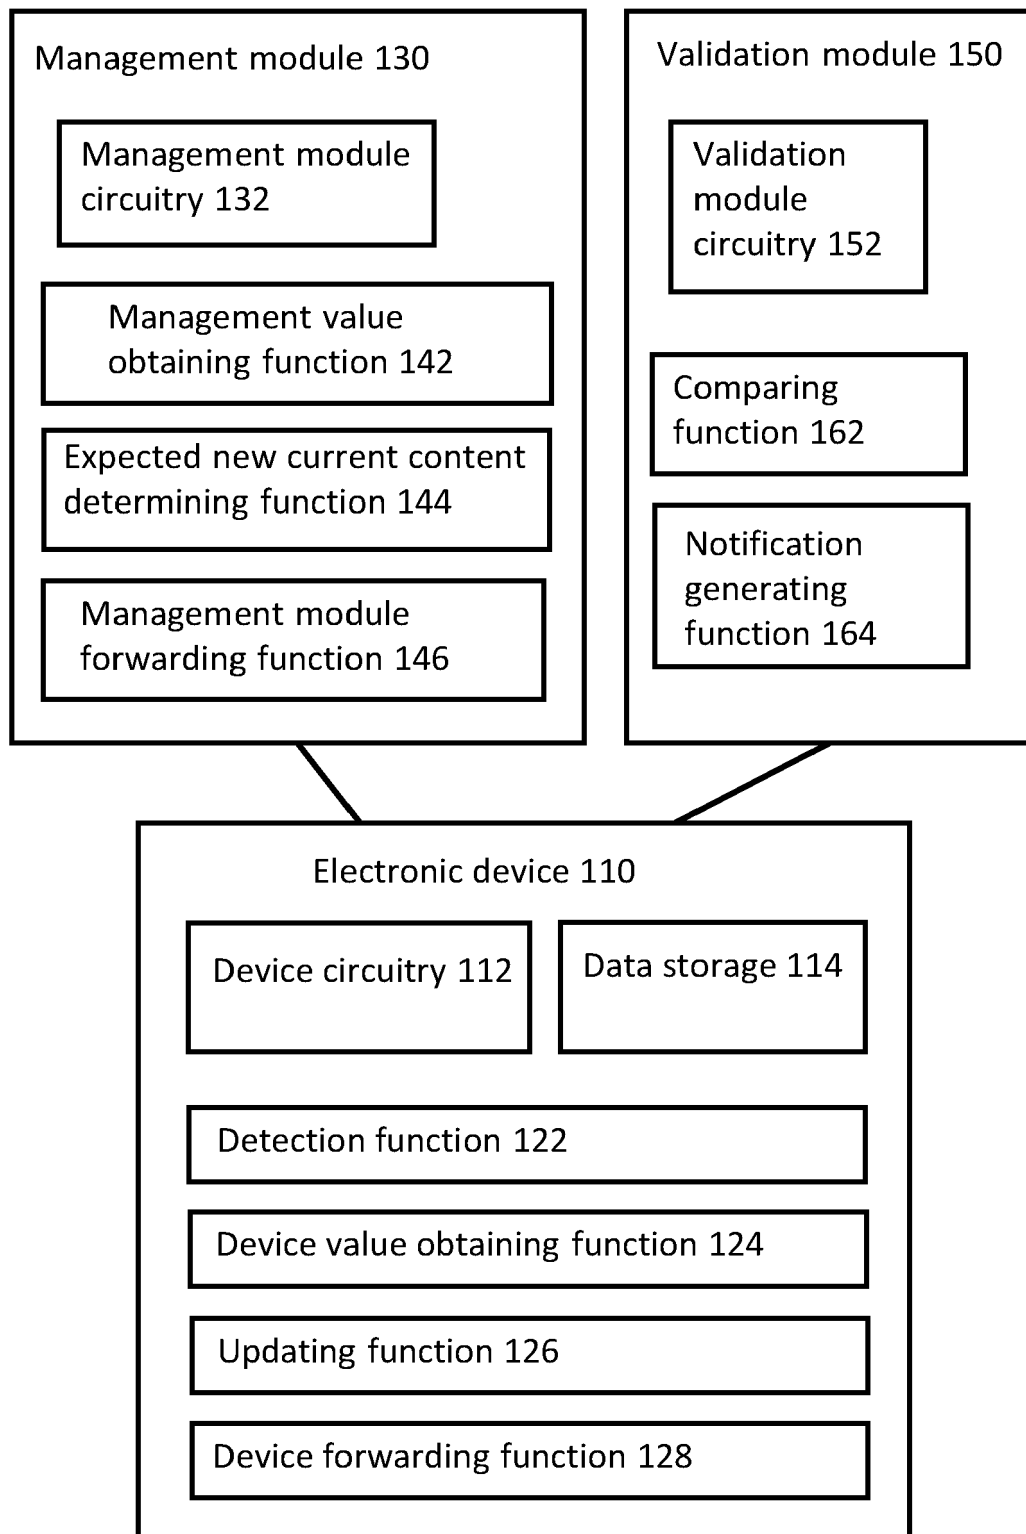 Management module 130
Management module
circuitry 132
Management value
obtaining function 142
Expected new current content
determining function 144
Management module
forwarding function 146
Validation module 150
Validation
module
circuitry 152
Comparing
function 162
Notification
generating
function 164
Electronic device 110
Device circuitry 112
Data storage 114
Detection function 122
Device value obtaining function 124
Updating function 126
Device forwarding function 128